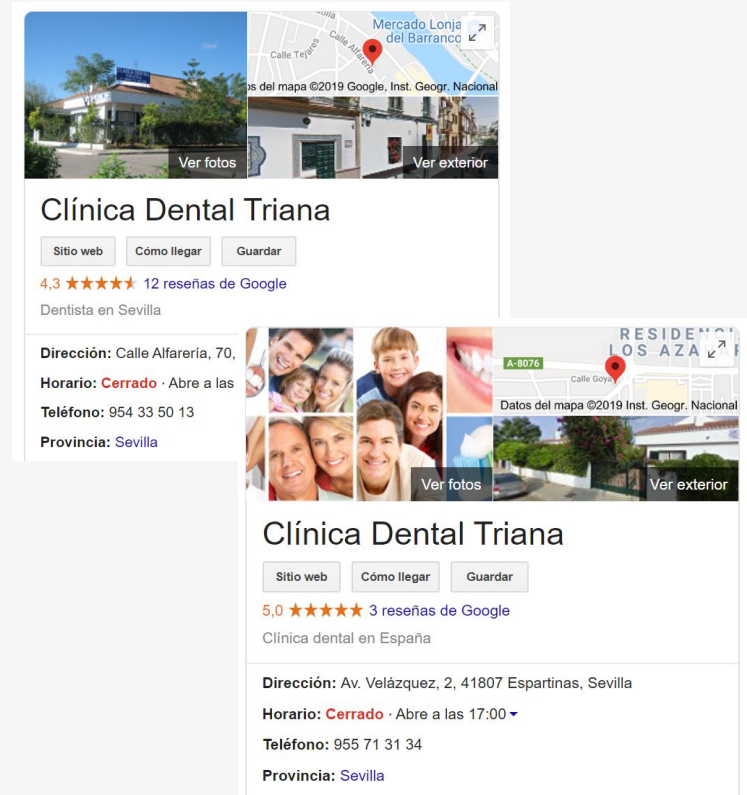 Mercado Lonja
del Barranco
Calle Tejares
Calle Alfarería
os del mapa ©2019 Google, Inst. Geogr. Nacional
Ver fotos
Ver exterior
Clínica Dental Triana
Sitio web
Cómo llegar
Guardar
4,3
12 reseñas de Google
Dentista en Sevilla
Dirección: Calle Alfarería, 70,
Horario: Cerrado · Abre a las
Teléfono: 954 33 50 13
Provincia: Sevilla
RESIDENCI
LOS AZA
A-8076
Calle Goya
Datos del mapa ©2019 Inst. Geogr. Nacional
Ver fotos
Ver exterior
Clínica Dental Triana
Sitio web
Cómo llegar
Guardar
5,0
3 reseñas de Google
Clínica dental en España
Dirección: Av. Velázquez, 2, 41807 Espartinas, Sevilla
Horario: Cerrado · Abre a las 17:00
Teléfono: 955 71 31 34
Provincia: Sevilla